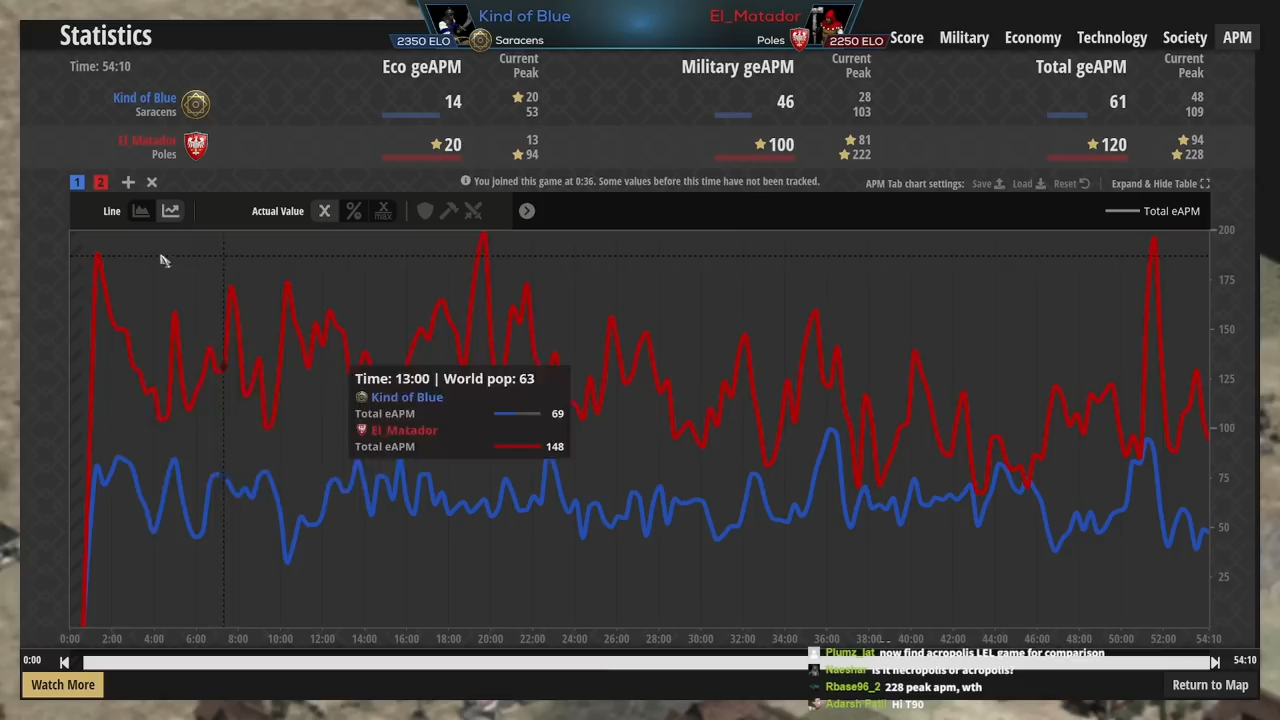 Statistics
Kind of Blue
El_Matador
2350 ELO
Saracens
Poles
2250 ELO
Score Military Economy Technology Society APM
Time: 54:10
Eco geAPM
Current
Peak
Military geAPM
Current
Peak
Total geAPM
Current
Peak
Kind of Blue
Saracens
14
20
53
46
28
103
61
48
109
El_Matador
Poles
20
13
94
100
81
222
120
94
228
1 2
You joined this game at 0:36. Some values before this time have not been tracked.
APM Tab chart settings: Save Load Reset Expand & Hide Table
Line Actual Value X % X max
Total eAPM
200
175
150
125
100
75
50
25
Time: 13:00 | World pop: 63
Kind of Blue
Total eAPM 69
El_Matador
Total eAPM 148
0:00 2:00 4:00 6:00 8:00 10:00 12:00 14:00 16:00 18:00 20:00 22:00 24:00 26:00 28:00 30:00 32:00 34:00 36:00 38:00 40:00 42:00 44:00 46:00 48:00 50:00 52:00 54:10
0:00 54:10
Plumz_lat now find acropolis LEL game for comparison
Naeshar is it necropolis or acropolis?
Rbase96_2 228 peak apm, wth
Adarsh Patil Hi T90
Watch More
Return to Map